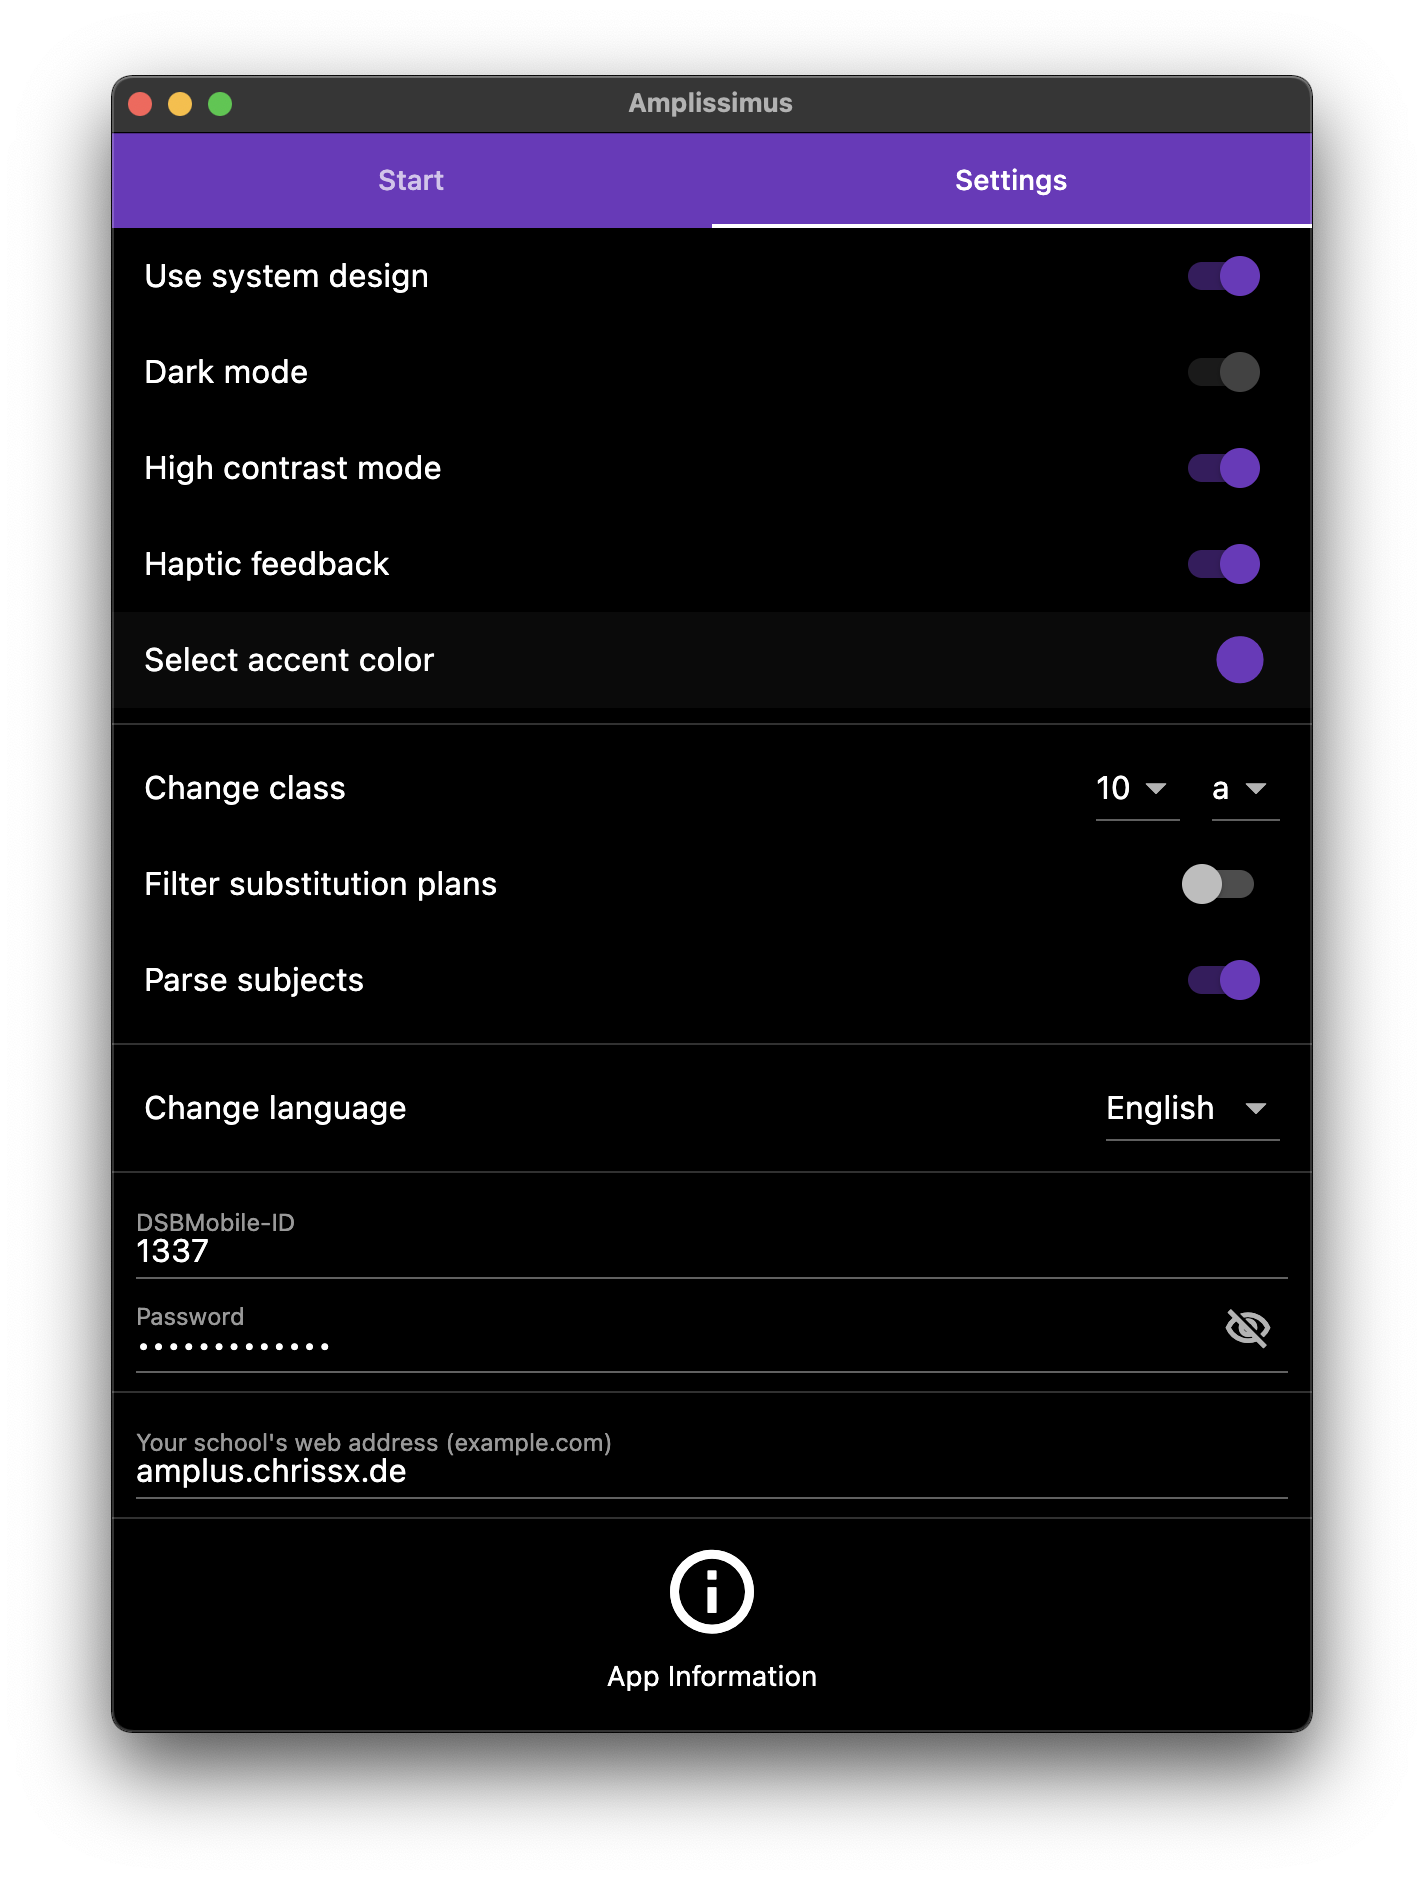 Amplissimus
Start Settings
Use system design
Dark mode
High contrast mode
Haptic feedback
Select accent color
Change class 10 a
Filter substitution plans
Parse subjects
Change language English
DSBMobile-ID
1337
Password
•••••••••••••
Your school's web address (example.com)
amplus.chrissx.de
App Information